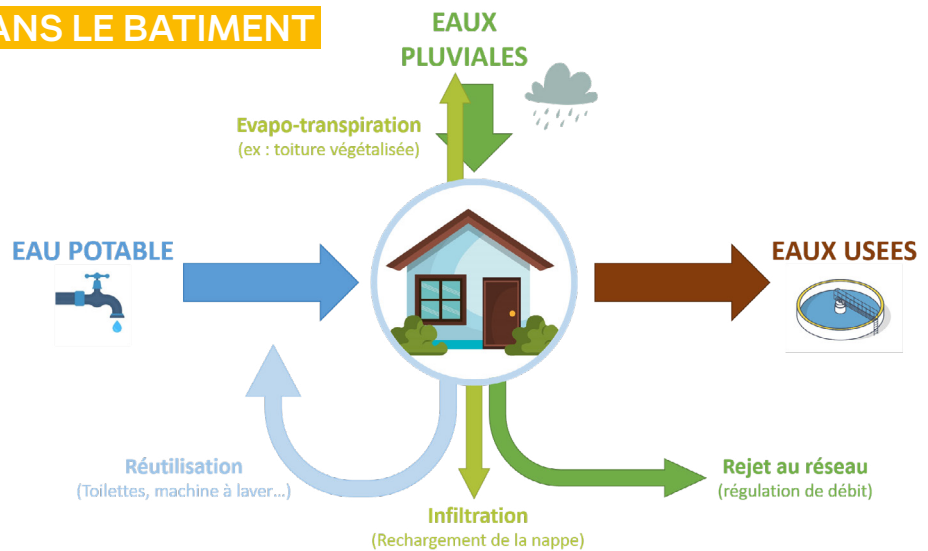 ANS LE BATIMENT
EAUX
PLUVIALES
Evapo-transpiration
(ex : toiture végétalisée)
EAU POTABLE
EAUX USEES
Réutilisation
(Toilettes, machine à laver...)
Rejet au réseau
(régulation de débit)
Infiltration
(Rechargement de la nappe)